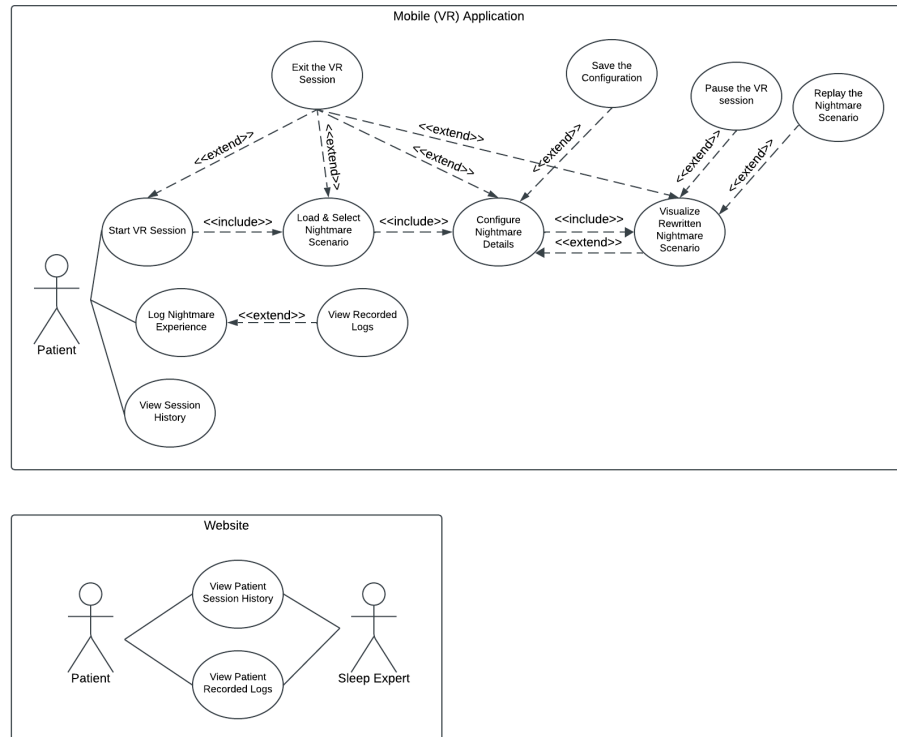 Mobile (VR) Application
Exit the VR
Session
Save the
Configuration
Pause the VR
session
Replay the
Nightmare
Scenario
<<extend>>
<<extend>>
<<extend>>
<<extend>>
<<extend>>
<<extend>>
<<extend>>
Start VR Session
<<include>>
Load & Select
Nightmare
Scenario
<<include>>
Configure
Nightmare
Details
<<include>>
<<extend>>
Visualize
Rewritten
Nightmare
Scenario
Patient
Log Nightmare
Experience
<<extend>>
View Recorded
Logs
View Session
History
Website
View Patient
Session History
Patient
Sleep Expert
View Patient
Recorded Logs